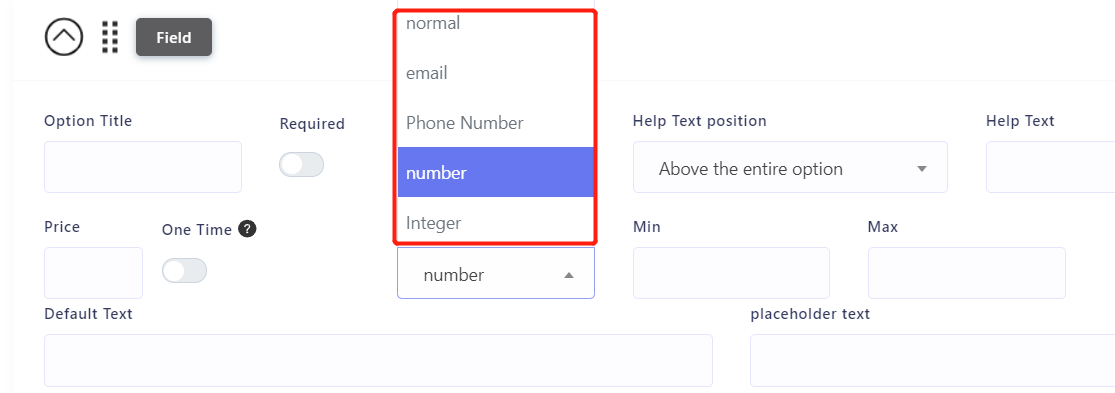 Field
normal
email
Phone Number
number
Integer
Option Title
Required
Help Text position
Help Text
Above the entire option
Price
One Time ?
number
Min
Max
Default Text
placeholder text